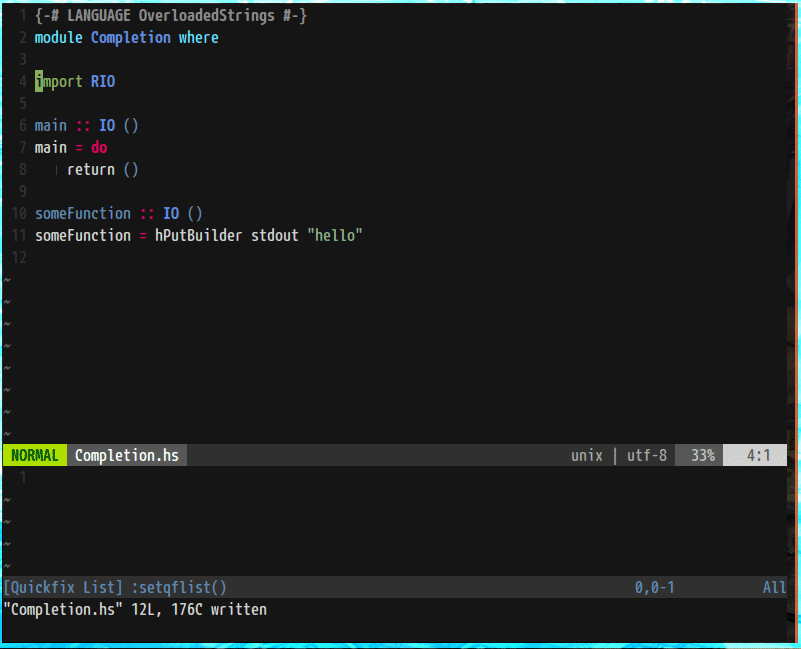 1 {-# LANGUAGE OverloadedStrings #-}
2 module Completion where
3
4 import RIO
5
6 main :: IO ()
7 main = do
8 | return ()
9
10 someFunction :: IO ()
11 someFunction = hPutBuilder stdout "hello"
12
~
~
~
~
~
~
~
~
NORMAL Completion.hs unix | utf-8 33% 4:1
1
~
~
~
~
[Quickfix List] :setqflist() 0,0-1 All
"Completion.hs" 12L, 176C written